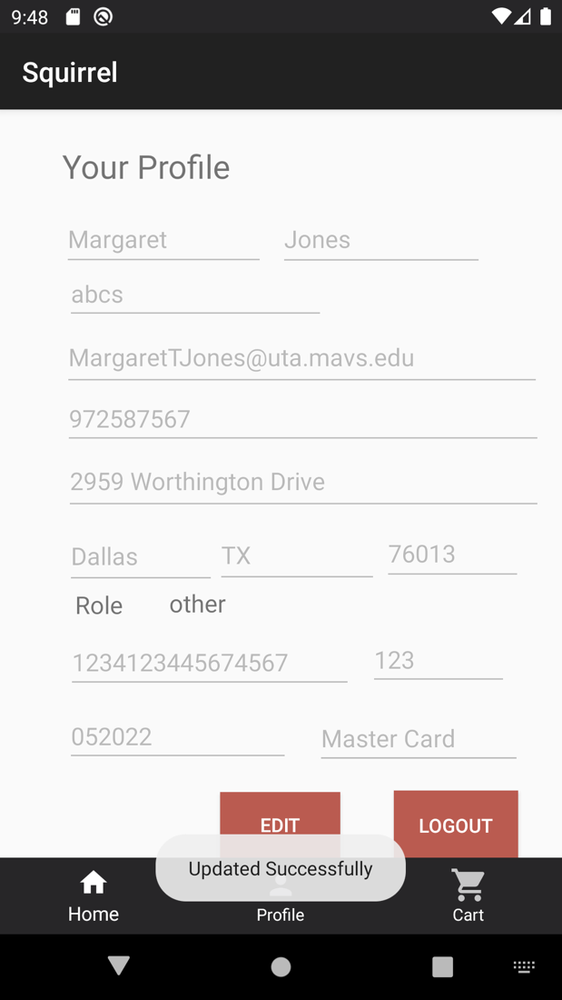 9:48
Squirrel
Your Profile
Margaret Jones
abcs
MargaretTJones@uta.mavs.edu
972587567
2959 Worthington Drive
Dallas TX 76013
Role other
1234123445674567 123
052022 Master Card
EDIT LOGOUT
Updated Successfully
Home Profile Cart